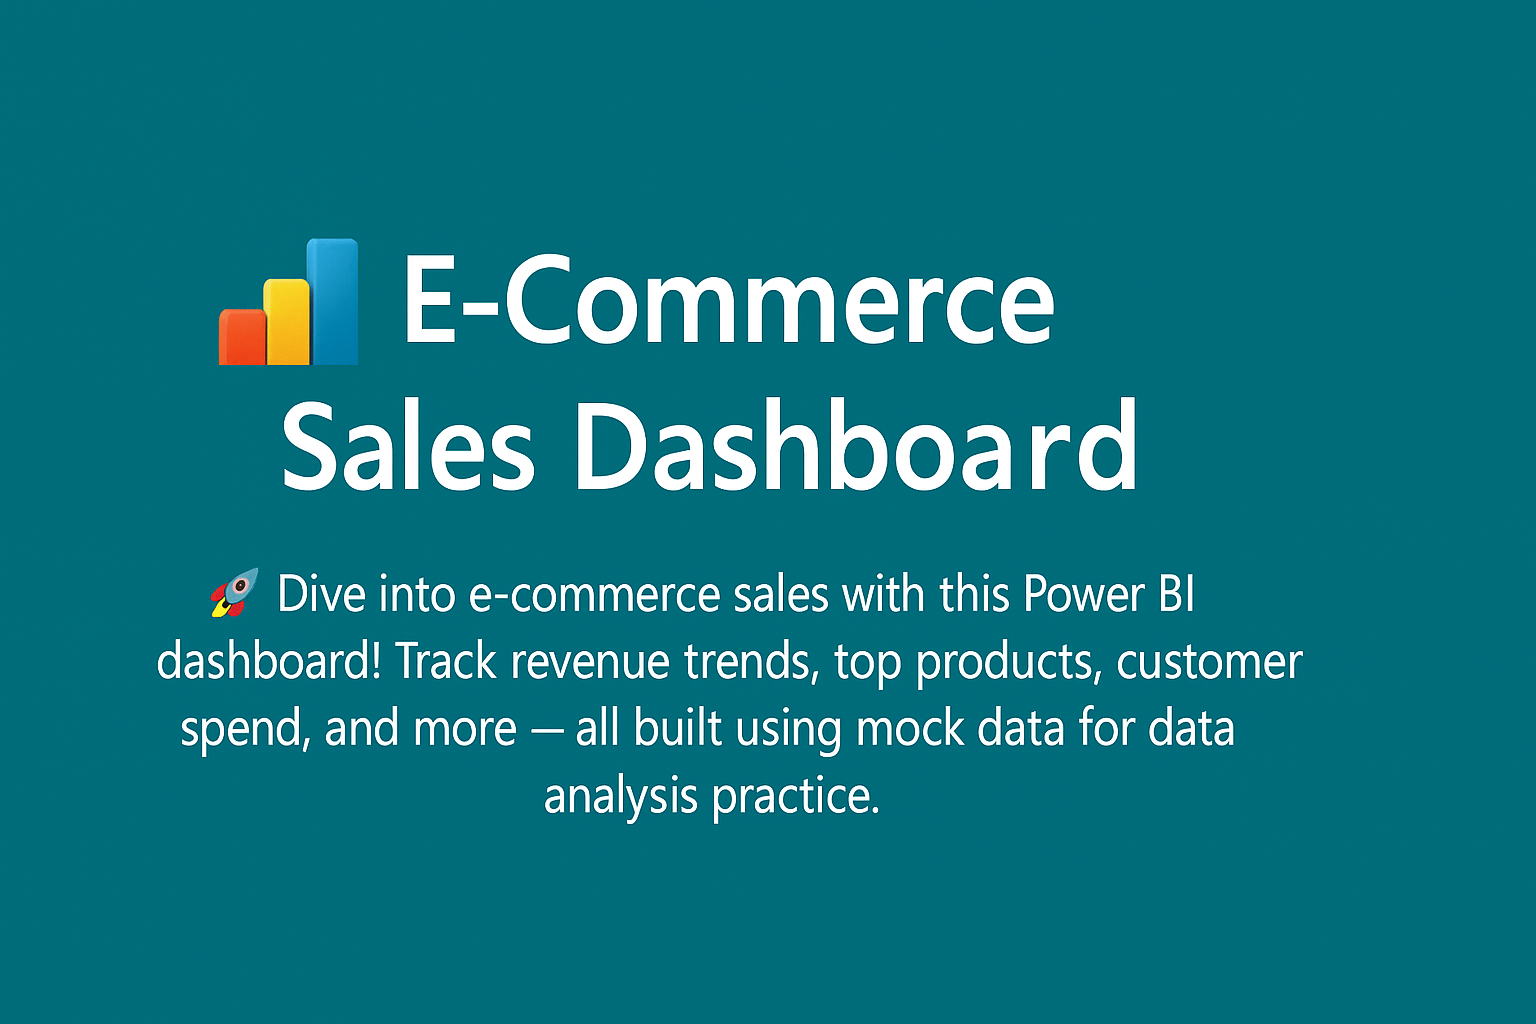 E-Commerce
Sales Dashboard
🚀 Dive into e-commerce sales with this Power BI
dashboard! Track revenue trends, top products, customer
spend, and more — all built using mock data for data
analysis practice.